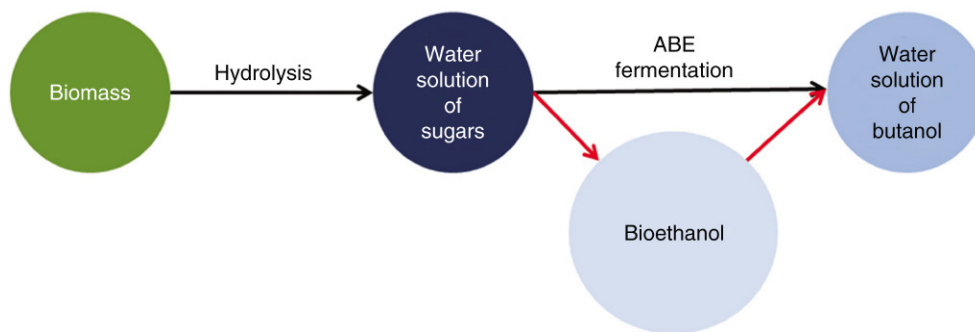 Biomass
Hydrolysis
Water
solution
of
sugars
ABE
fermentation
Bioethanol
Water
solution
of
butanol